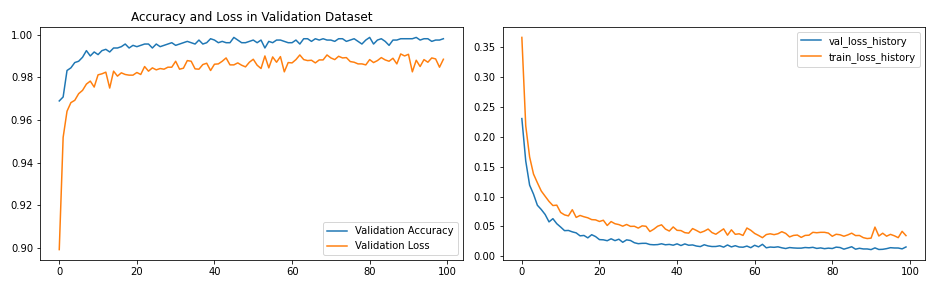 Accuracy and Loss in Validation Dataset
1.00
0.98
0.96
0.94
0.92
0.90
0 20 40 60 80 100
Validation Accuracy
Validation Loss
0.35
0.30
0.25
0.20
0.15
0.10
0.05
0.00
0 20 40 60 80 100
val_loss_history
train_loss_history